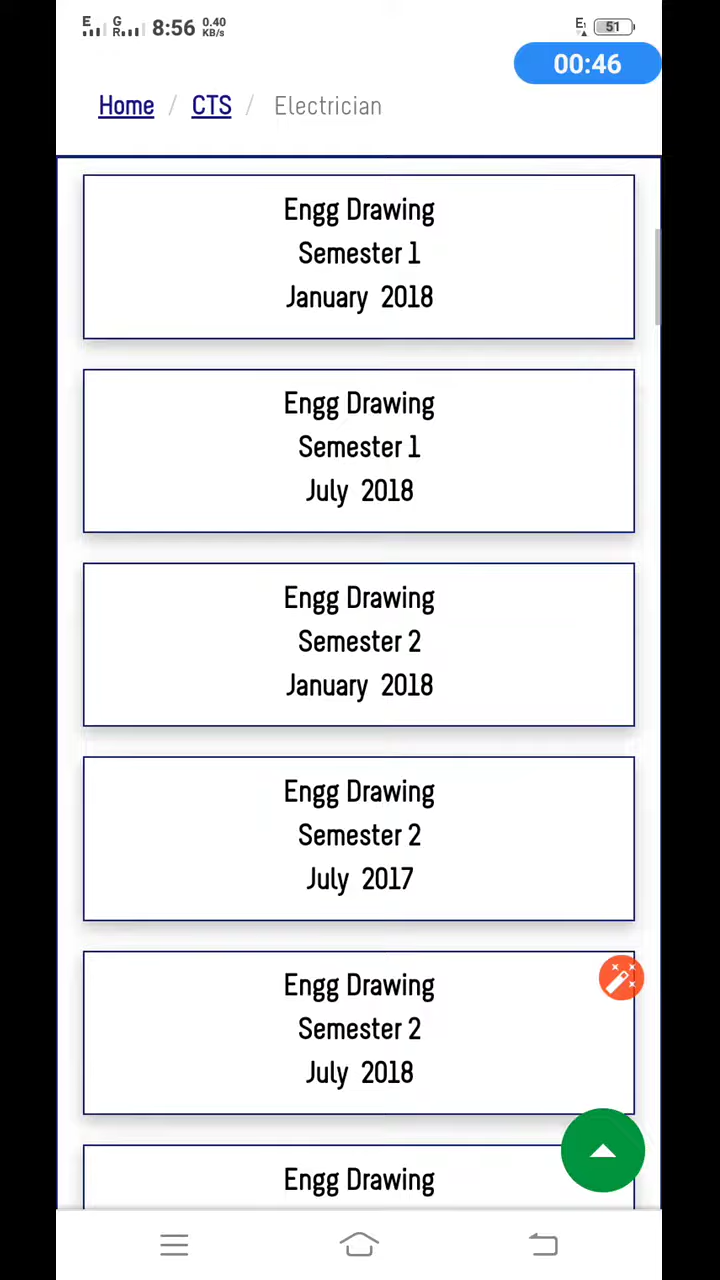 E G R 8:56 0.40 KB/s E 51
00:46
Home / CTS / Electrician
Engg Drawing
Semester 1
January 2018
Engg Drawing
Semester 1
July 2018
Engg Drawing
Semester 2
January 2018
Engg Drawing
Semester 2
July 2017
Engg Drawing
Semester 2
July 2018
Engg Drawing